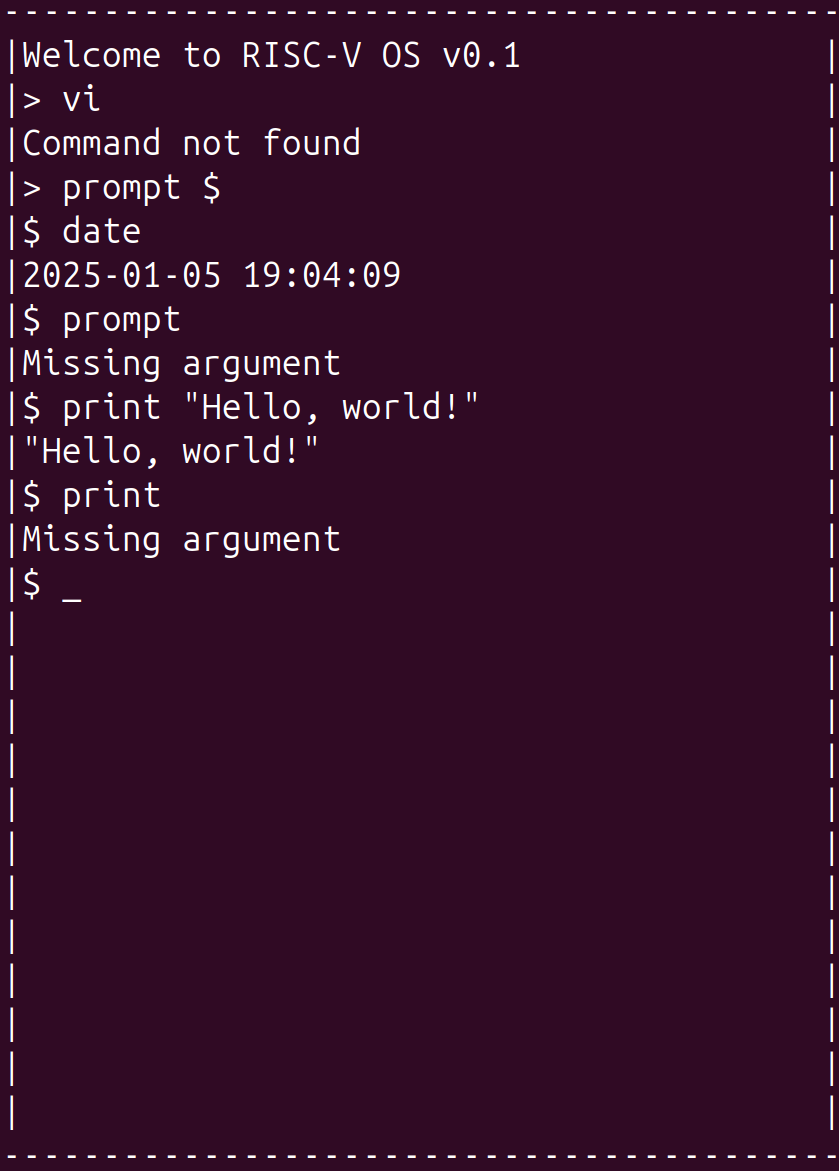 -----------------------------------------
|Welcome to RISC-V OS v0.1               |
|> vi                                    |
|Command not found                       |
|> prompt $                              |
|$ date                                  |
|2025-01-05 19:04:09                     |
|$ prompt                                |
|Missing argument                        |
|$ print "Hello, world!"                 |
|"Hello, world!"                         |
|$ print                                 |
|Missing argument                        |
|$ _                                     |
|                                        |
|                                        |
|                                        |
|                                        |
|                                        |
|                                        |
|                                        |
|                                        |
|                                        |
|                                        |
|                                        |
|                                        |
-----------------------------------------